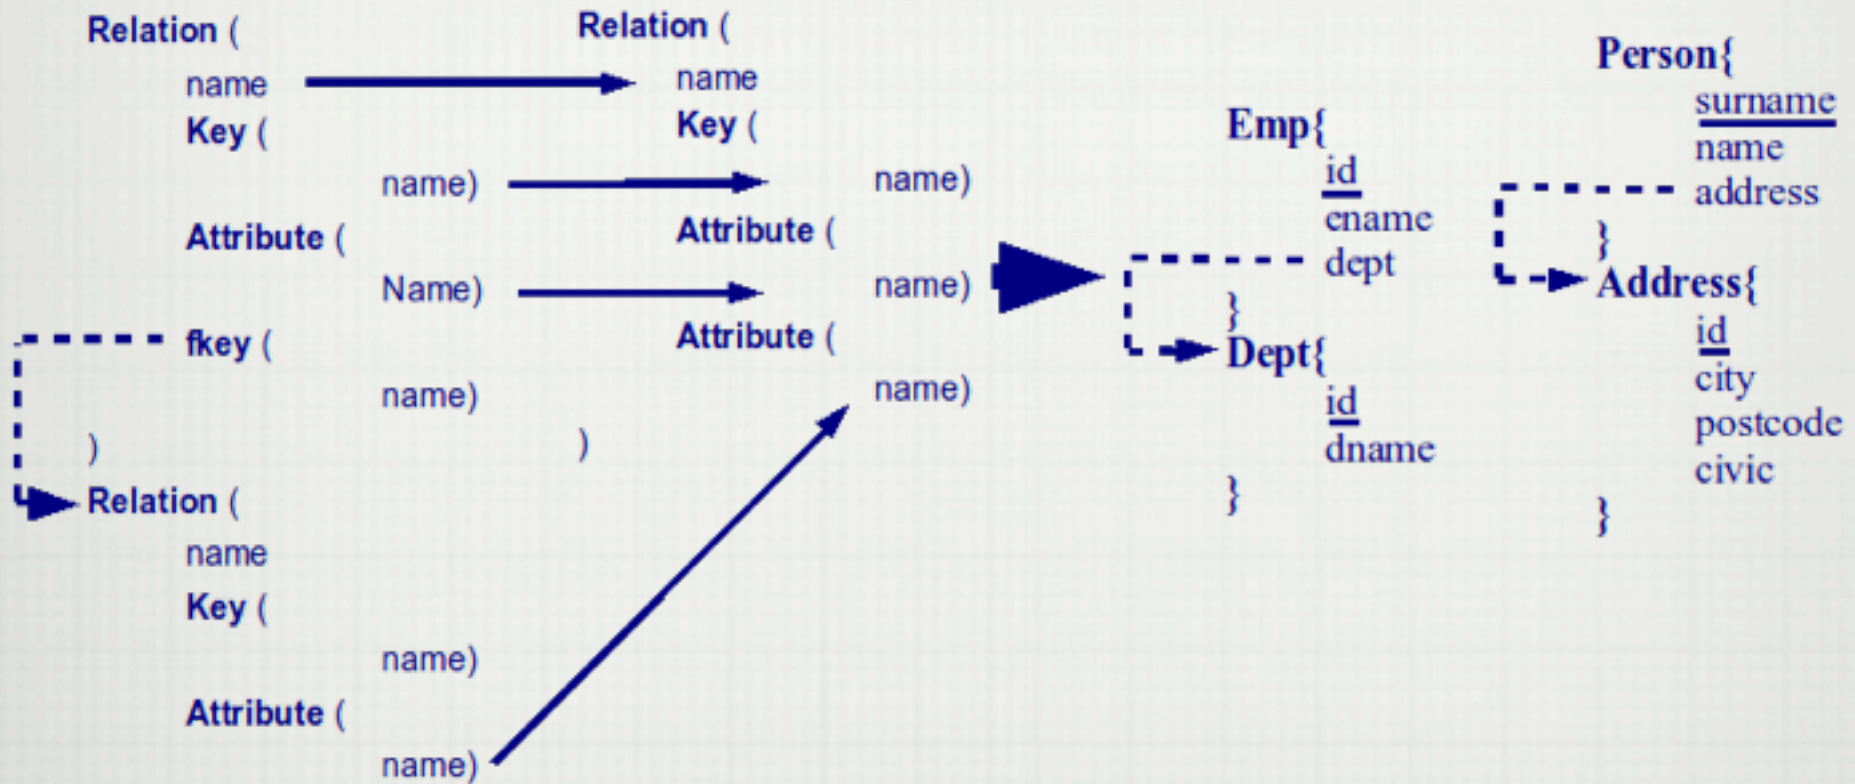 Relation (
name
Key (
name)
Attribute (
Name)
fkey (
name)
)
Relation (
name
Key (
name)
Attribute (
name)
Relation (
name
Key (
name)
Attribute (
name)
Attribute (
name)
)
Emp{
id
ename
dept
}
Dept{
id
dname
}
Person{
surname
name
address
}
Address{
id
city
postcode
civic
}